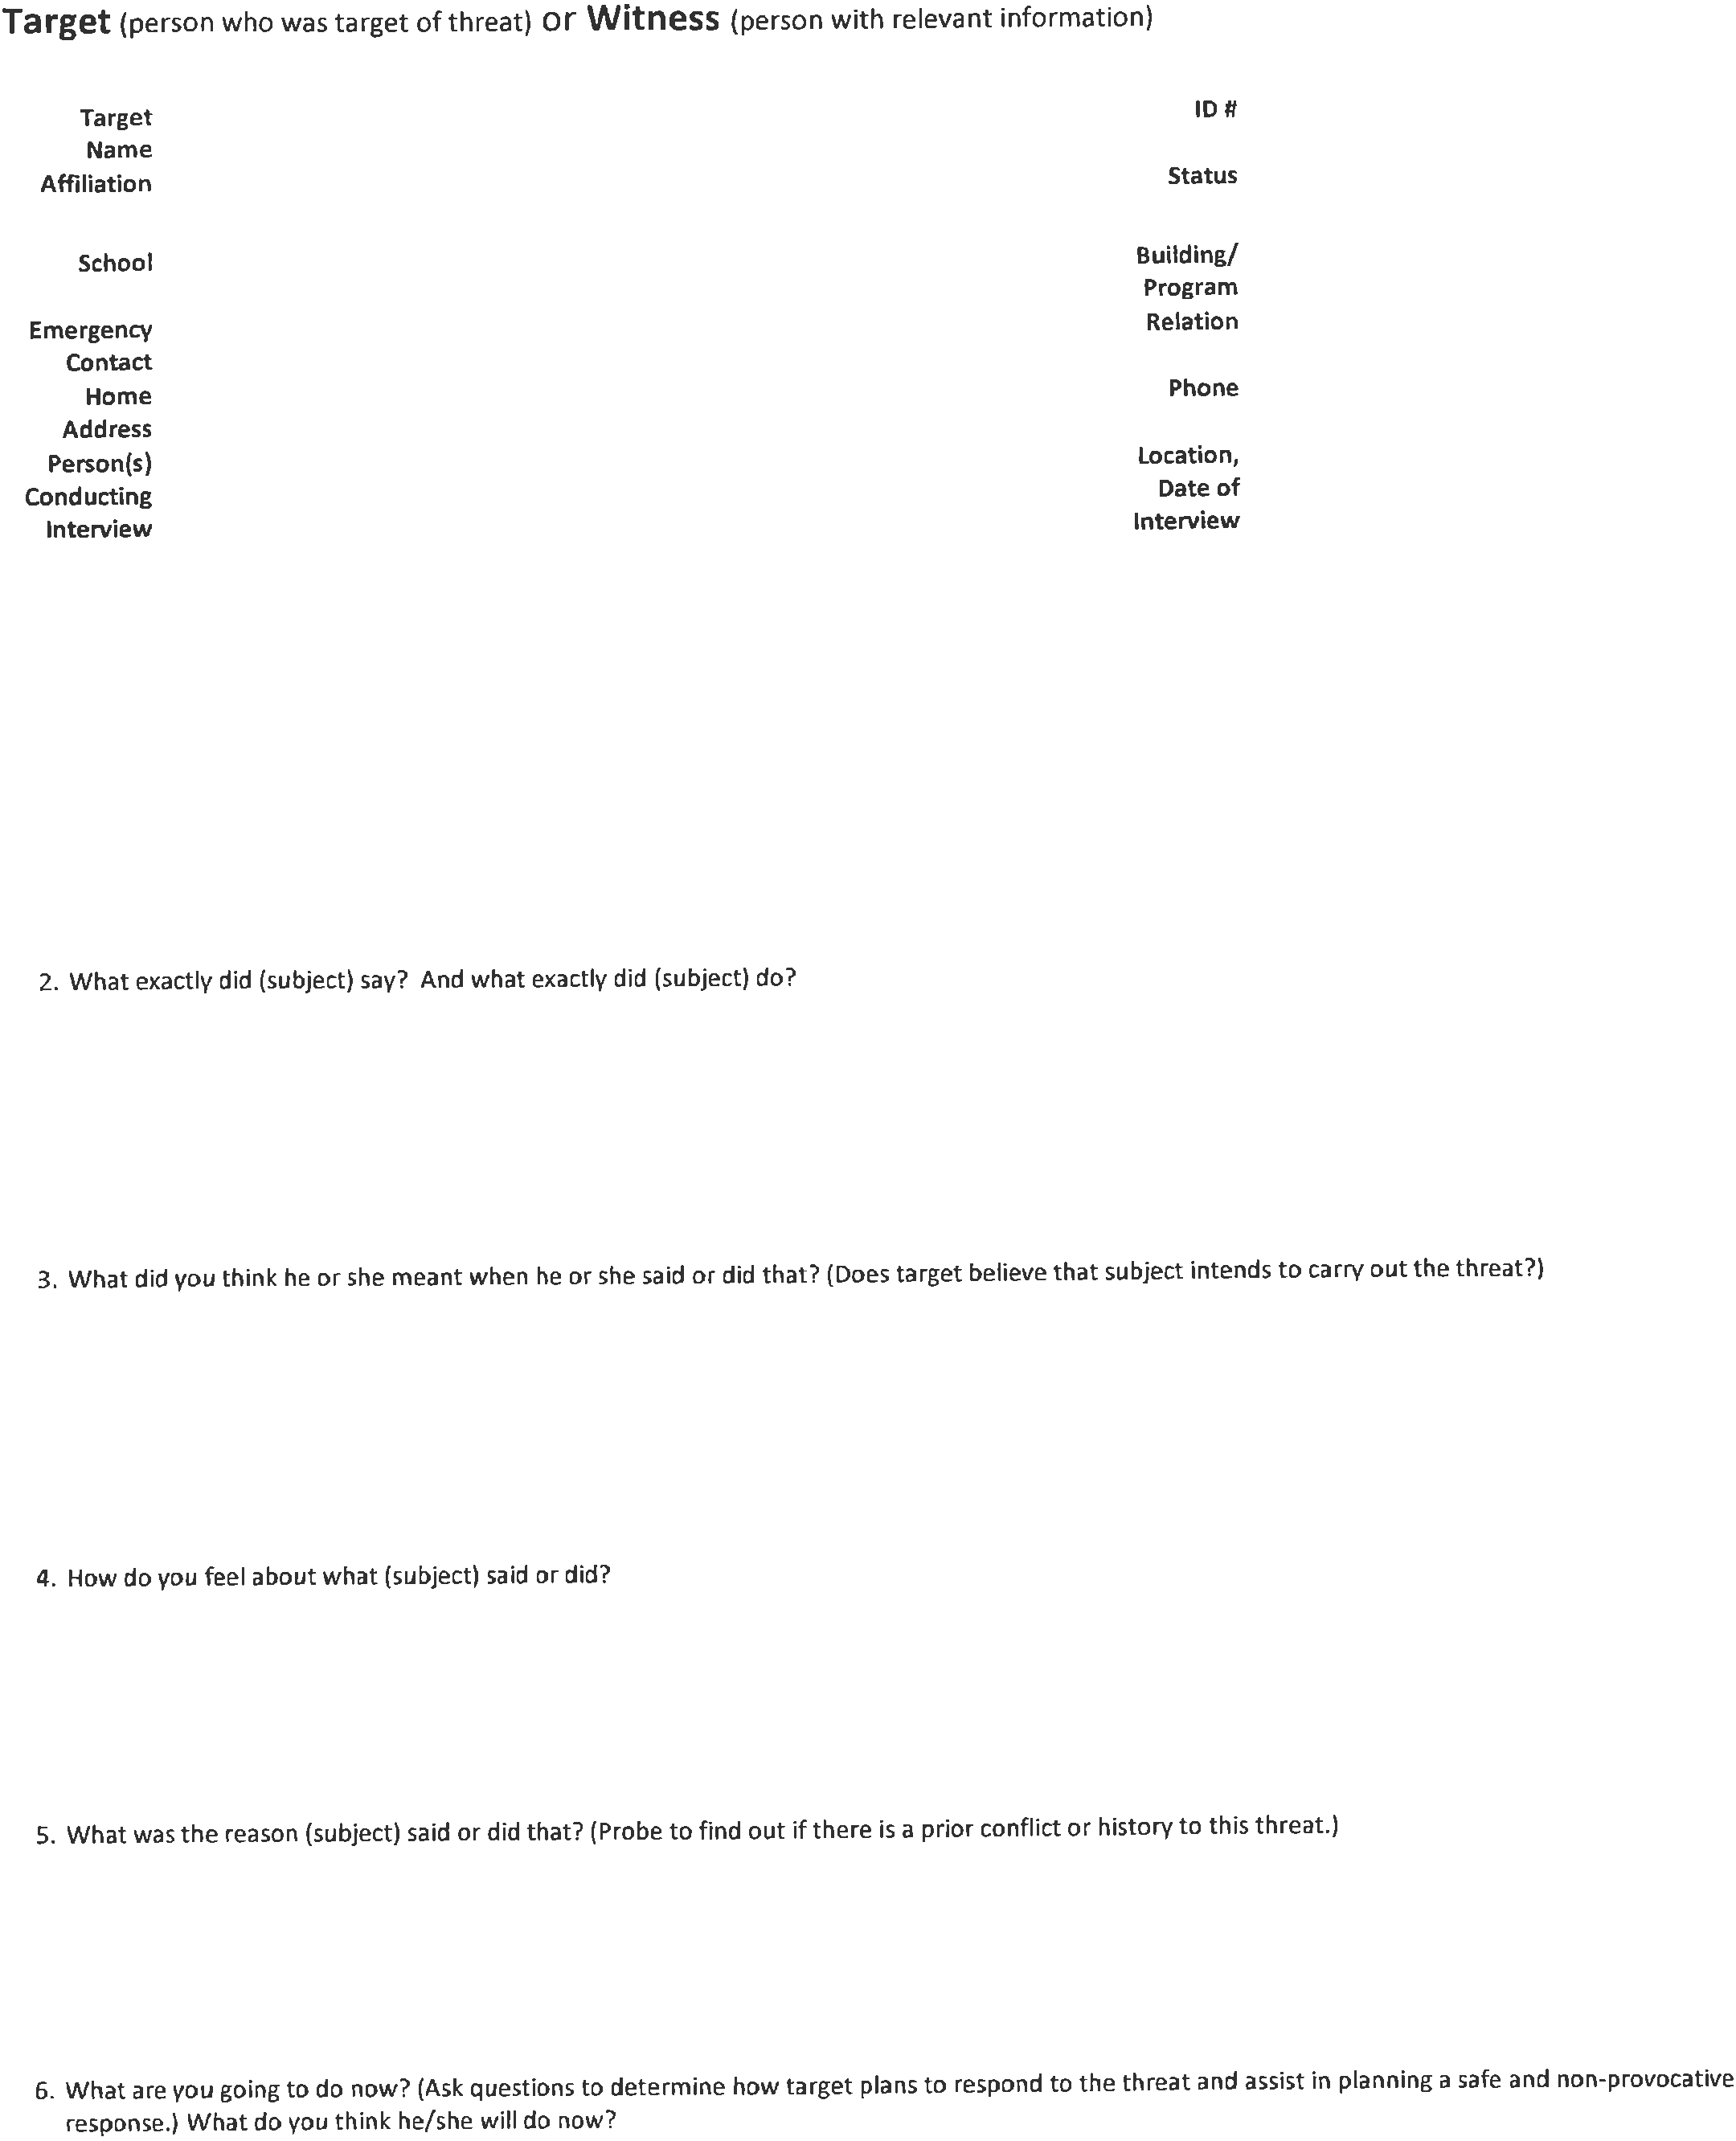 Target (person who was target of threat) or Witness (person with relevant information)
Target
Name
ID #
Affiliation
Status
School
Building/
Program
Emergency
Contact
Relation
Home
Address
Phone
Person(s)
Conducting
Interview
Location,
Date of
Interview
2. What exactly did (subject) say? And what exactly did (subject) do?
3. What did you think he or she meant when he or she said or did that? (Does target believe that subject intends to carry out the threat?)
4. How do you feel about what (subject) said or did?
5. What was the reason (subject) said or did that? (Probe to find out if there is a prior conflict or history to this threat.)
6. What are you going to do now? (Ask questions to determine how target plans to respond to the threat and assist in planning a safe and non-provocative
response.) What do you think he/she will do now?